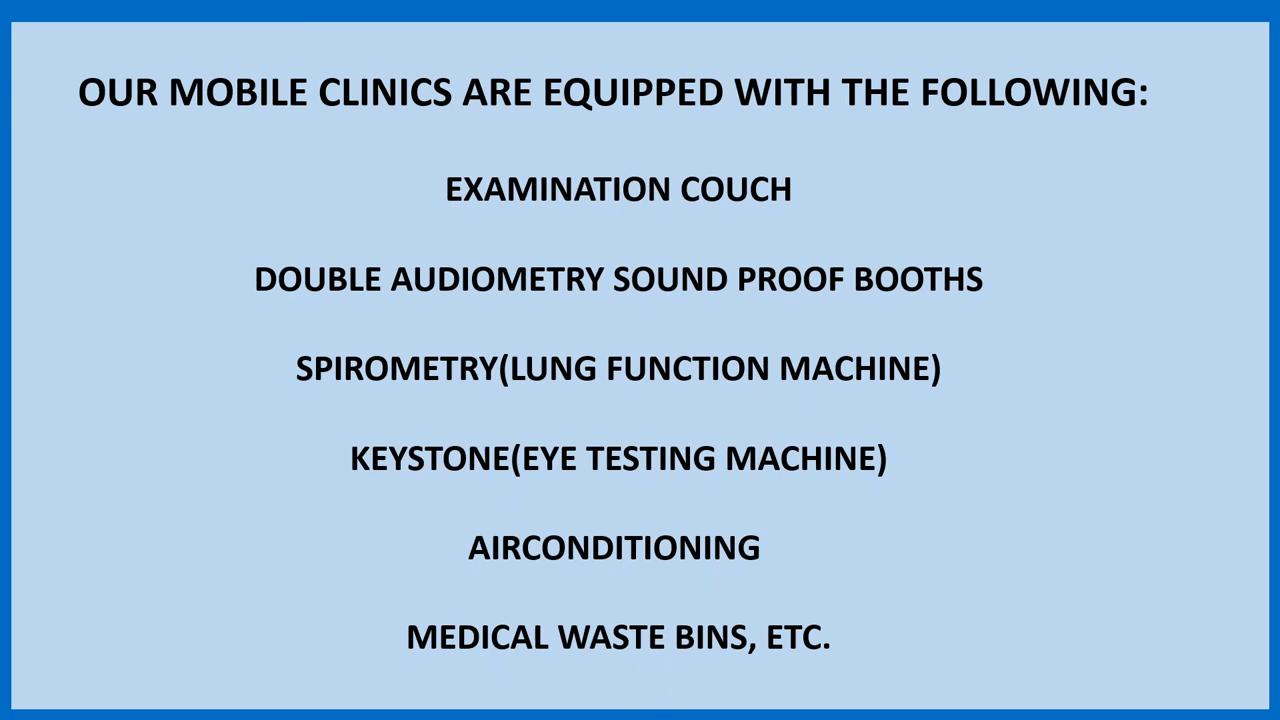 OUR MOBILE CLINICS ARE EQUIPPED WITH THE FOLLOWING:
EXAMINATION COUCH
DOUBLE AUDIOMETRY SOUND PROOF BOOTHS
SPIROMETRY(LUNG FUNCTION MACHINE)
KEYSTONE(EYE TESTING MACHINE)
AIRCONDITIONING
MEDICAL WASTE BINS, ETC.